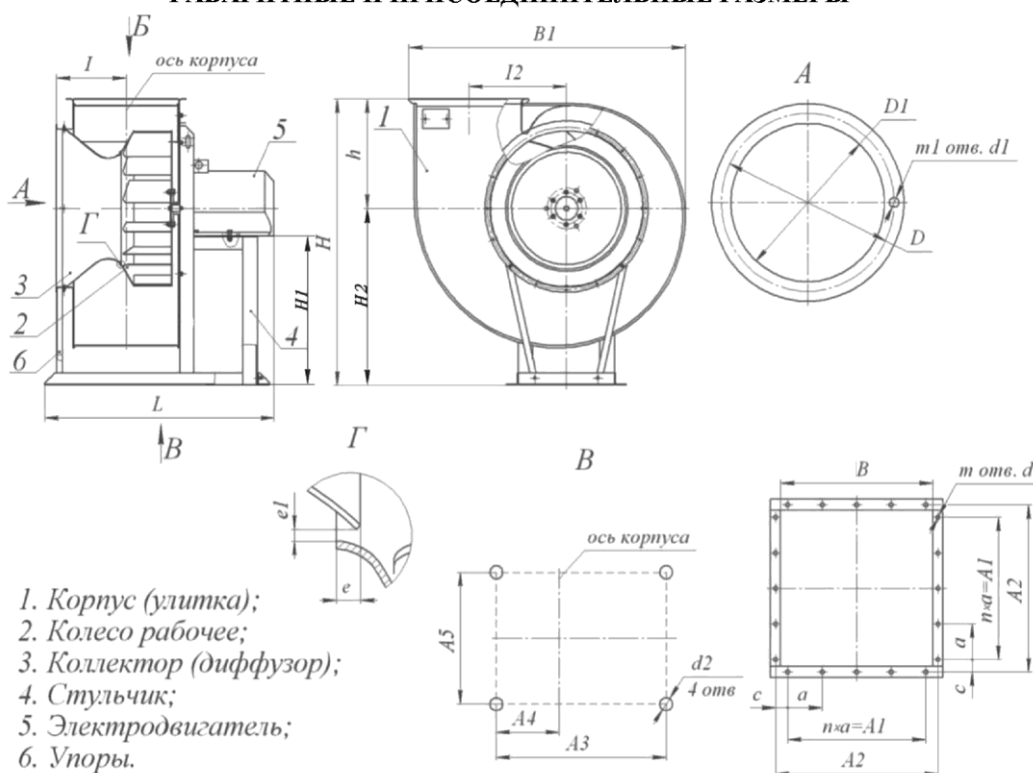 ГАБАРИТНЫЕ И ПРИСОЕДИНИТЕЛЬНЫЕ РАЗМЕРЫ
Б
I
ось корпуса
5
А
Г
3
2
6
4
H1
L
В
B1
I2
1
h
H
H2
А
D1
m1 отв. d1
D
Г
e1
e
В
ось корпуса
A5
d2
4 отв
A4
A3
B
m отв. d
n×a=A1
A2
a
c
c
a
n×a=A1
A2
1. Корпус (улитка);
2. Колесо рабочее;
3. Коллектор (диффузор);
4. Стульчик;
5. Электродвигатель;
6. Упоры.